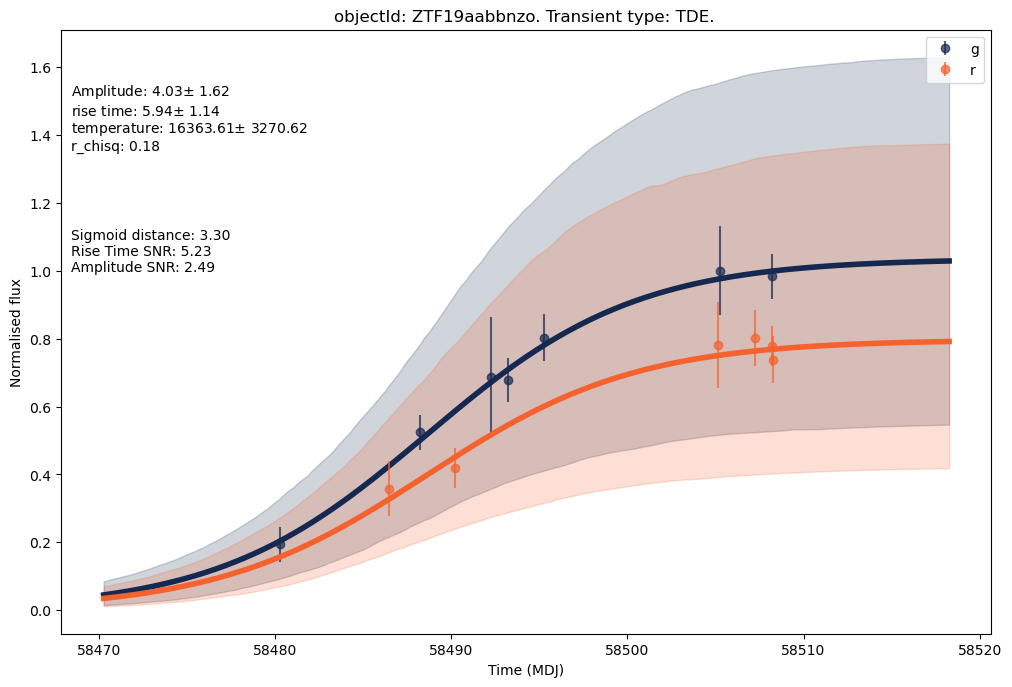 objectId: ZTF19aabbnzo. Transient type: TDE.
g
r
Amplitude: 4.03± 1.62
rise time: 5.94± 1.14
temperature: 16363.61± 3270.62
r_chisq: 0.18
Sigmoid distance: 3.30
Rise Time SNR: 5.23
Amplitude SNR: 2.49
Normalised flux
1.6
1.4
1.2
1.0
0.8
0.6
0.4
0.2
0.0
58470 58480 58490 58500 58510 58520
Time (MDJ)